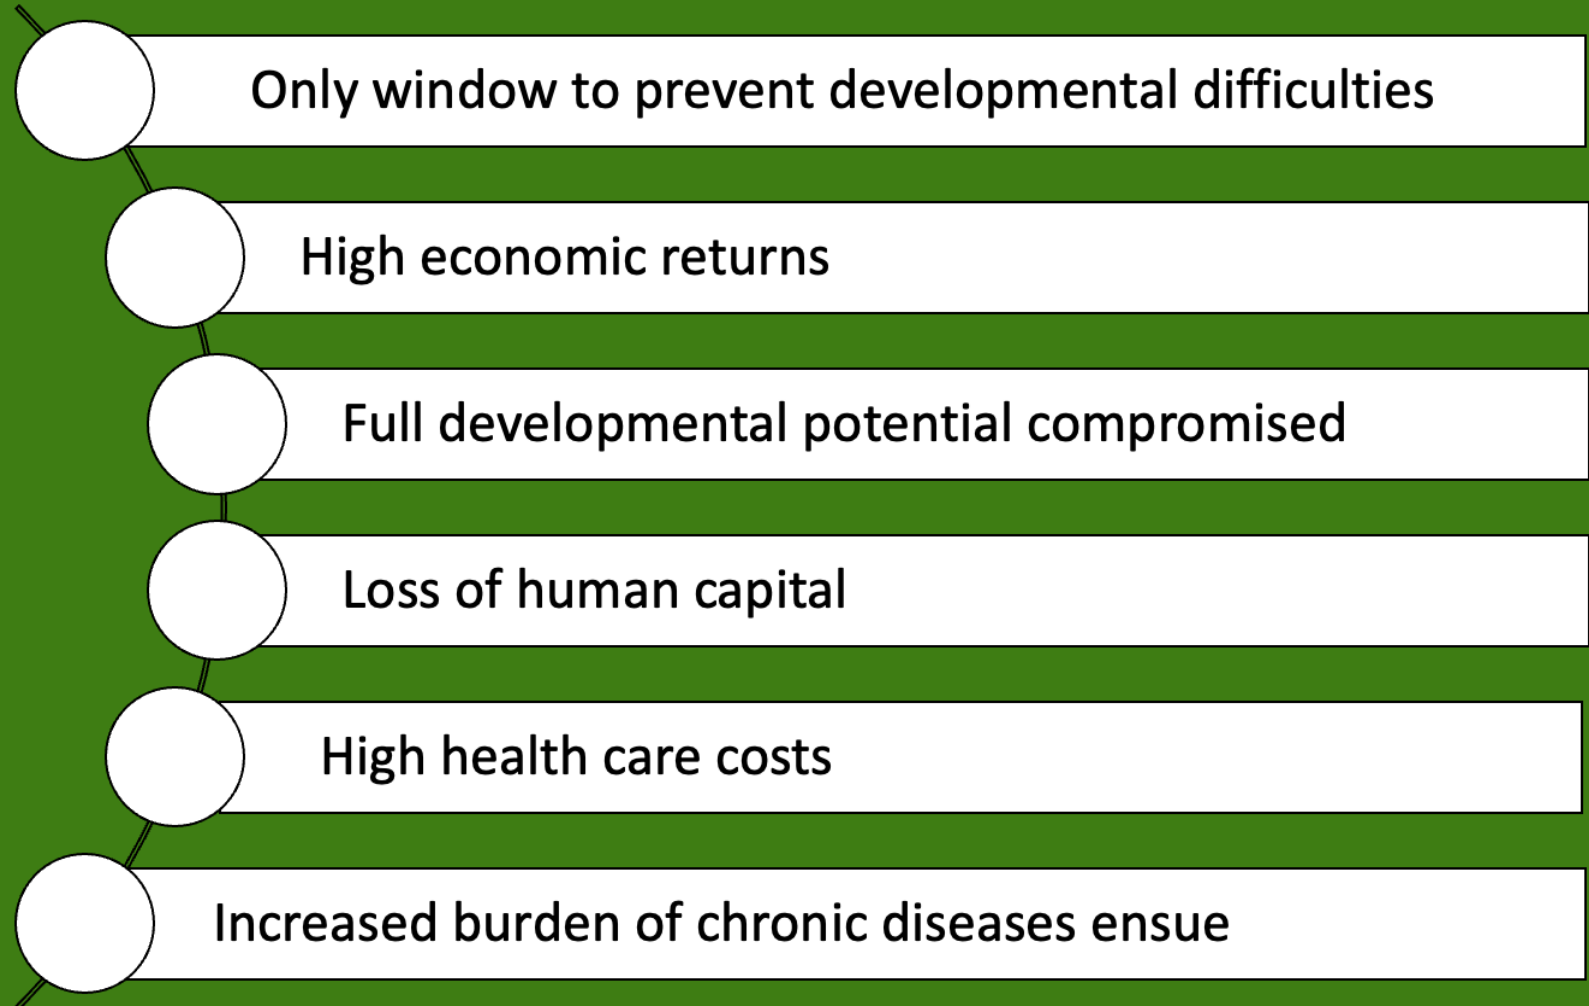 Only window to prevent developmental difficulties
High economic returns
Full developmental potential compromised
Loss of human capital
High health care costs
Increased burden of chronic diseases ensue